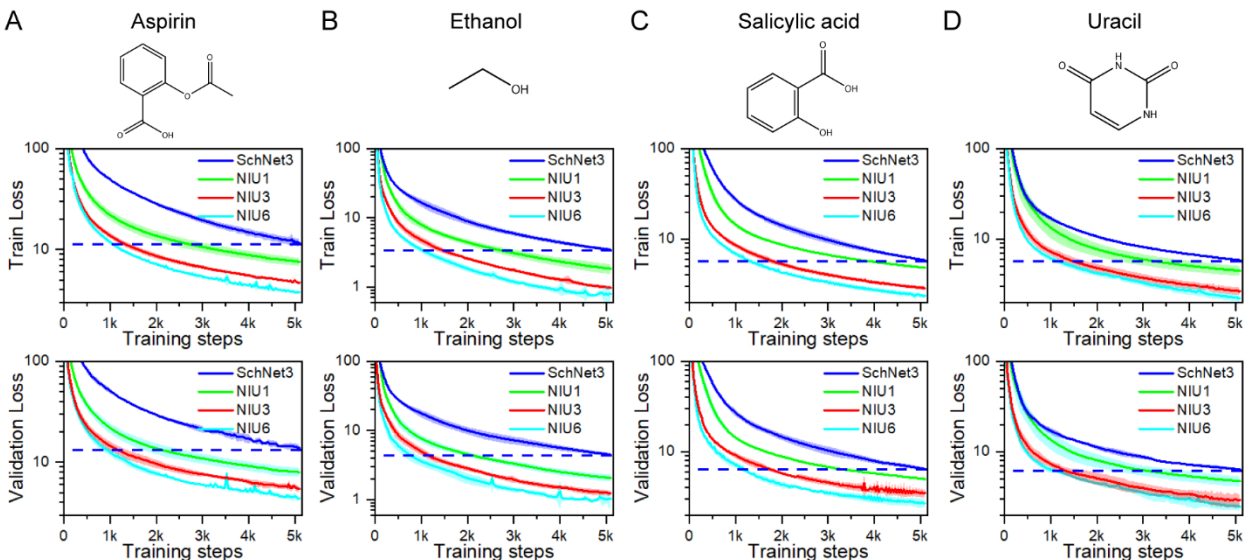 A Aspirin B Ethanol C Salicylic acid D Uracil
O
O
OH
O
OH
O
OH
OH
O
H
N
O
NH
O
100
10
0 1k 2k 3k 4k 5k
Train Loss
Training steps
SchNet3
NIU1
NIU3
NIU6
100
10
1
0 1k 2k 3k 4k 5k
Train Loss
Training steps
SchNet3
NIU1
NIU3
NIU6
100
10
0 1k 2k 3k 4k 5k
Train Loss
Training steps
SchNet3
NIU1
NIU3
NIU6
100
10
0 1k 2k 3k 4k 5k
Train Loss
Training steps
SchNet3
NIU1
NIU3
NIU6
100
10
0 1k 2k 3k 4k 5k
Validation Loss
Training steps
SchNet3
NIU1
NIU3
NIU6
100
10
1
0 1k 2k 3k 4k 5k
Validation Loss
Training steps
SchNet3
NIU1
NIU3
NIU6
100
10
0 1k 2k 3k 4k 5k
Validation Loss
Training steps
SchNet3
NIU1
NIU3
NIU6
100
10
0 1k 2k 3k 4k 5k
Validation Loss
Training steps
SchNet3
NIU1
NIU3
NIU6